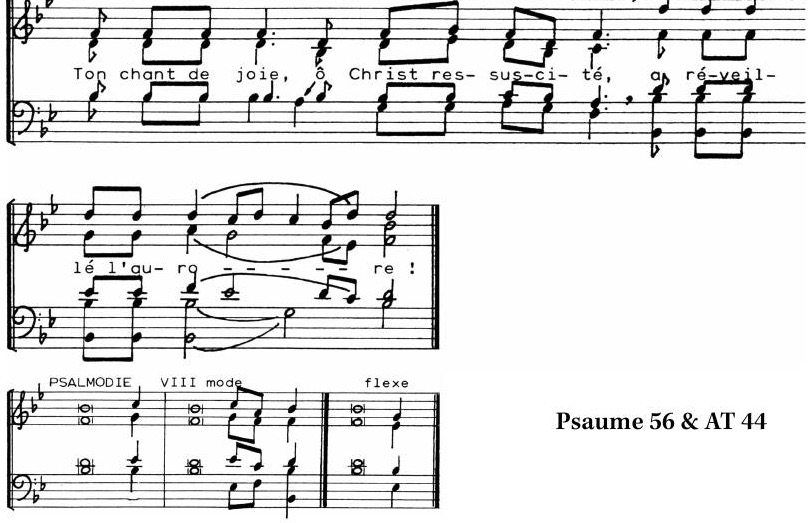 Ton chant de joie, ô Christ res- sus-ci- té, a ré-veil-
lé l'au- ro - - - - - - re !
PSALMODIE VIII mode flexe
Psaume 56 & AT 44